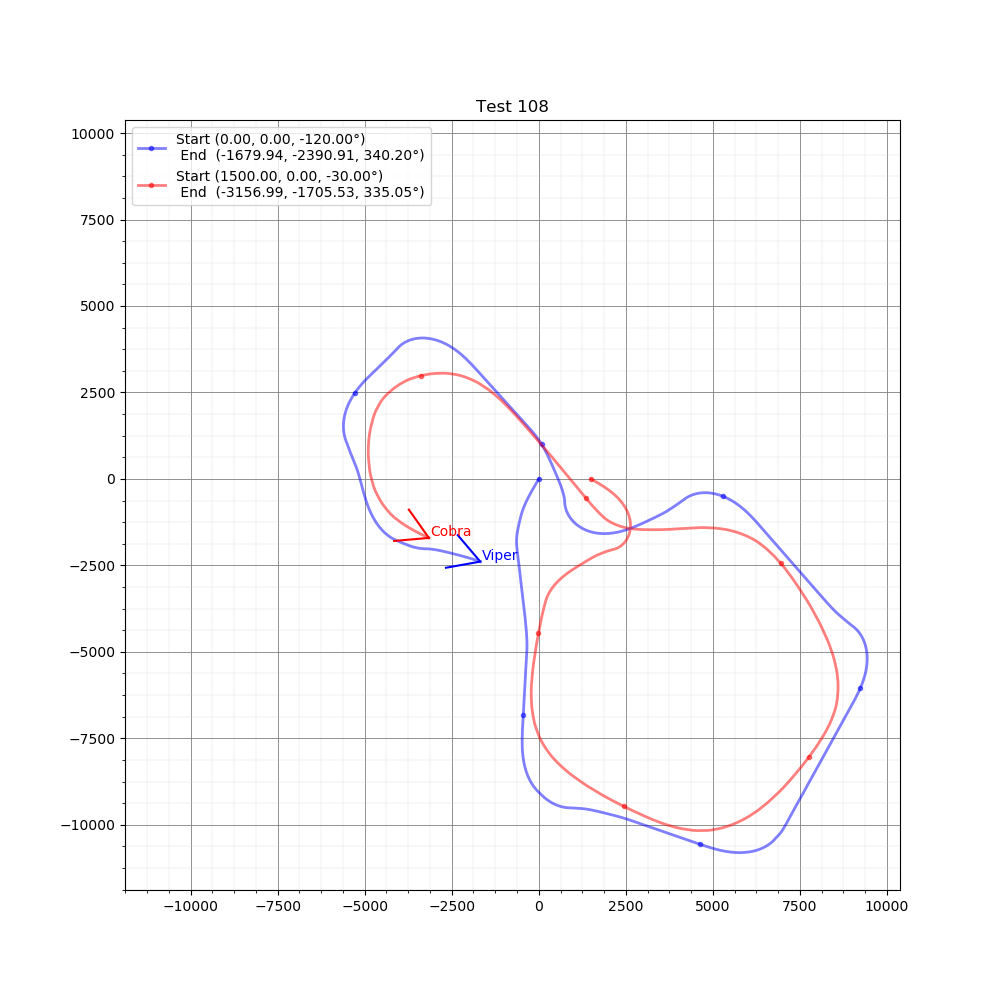 Test 108
Start (0.00, 0.00, -120.00°)
End (-1679.94, -2390.91, 340.20°)
Start (1500.00, 0.00, -30.00°)
End (-3156.99, -1705.53, 335.05°)
10000
7500
5000
2500
0
−2500
−5000
−7500
−10000
Cobra
Viper
−10000 −7500 −5000 −2500 0 2500 5000 7500 10000